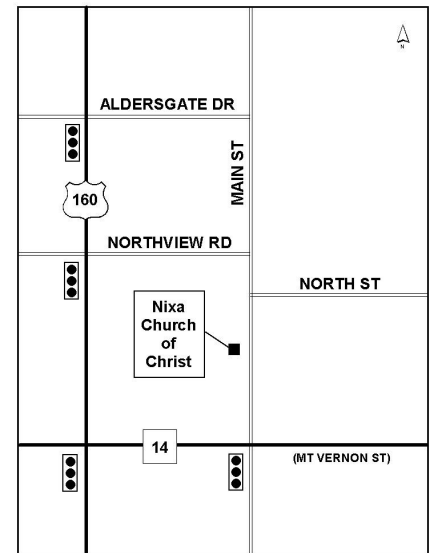 N
ALDERSGATE DR
MAIN ST
160
NORTHVIEW RD
NORTH ST
Nixa
Church
of
Christ
14
(MT VERNON ST)